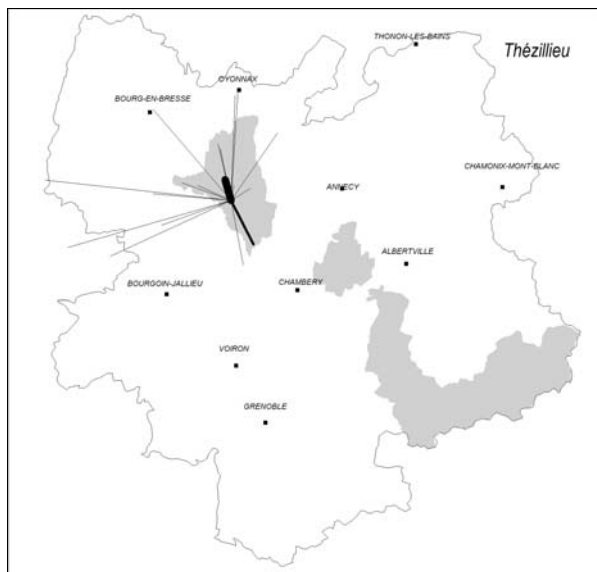 THONON-LES-BAINS
Thézillieu
OYONNAX
BOURG-EN-BRESSE
CHAMONIX-MONT-BLANC
ANNECY
ALBERTVILLE
BOURGOIN-JALLIEU
CHAMBERY
VOIRON
GRENOBLE